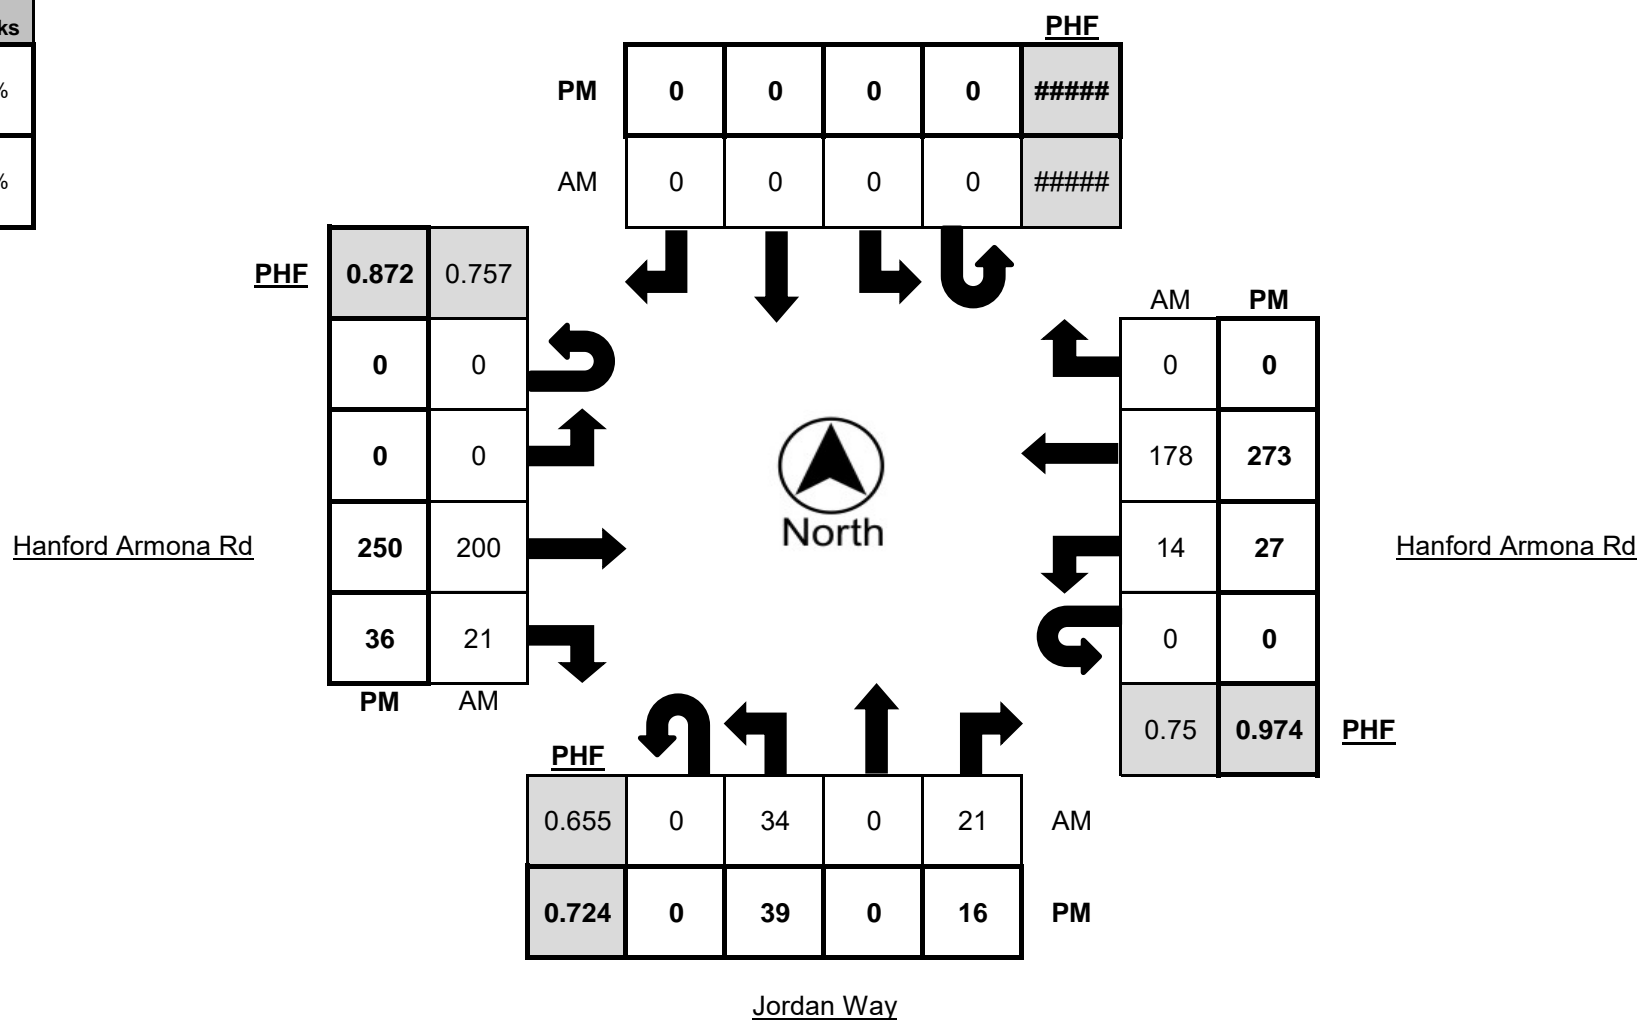 PHF
PM 0 0 0 0 #####
AM 0 0 0 0 #####
PHF 0.872 0.757
AM PM
0 0
0 0
0 0
178 273
North
Hanford Armona Rd 250 200
14 27 Hanford Armona Rd
36 21
0 0
PM AM
0.75 0.974 PHF
PHF
0.655 0 34 0 21 AM
0.724 0 39 0 16 PM
Jordan Way